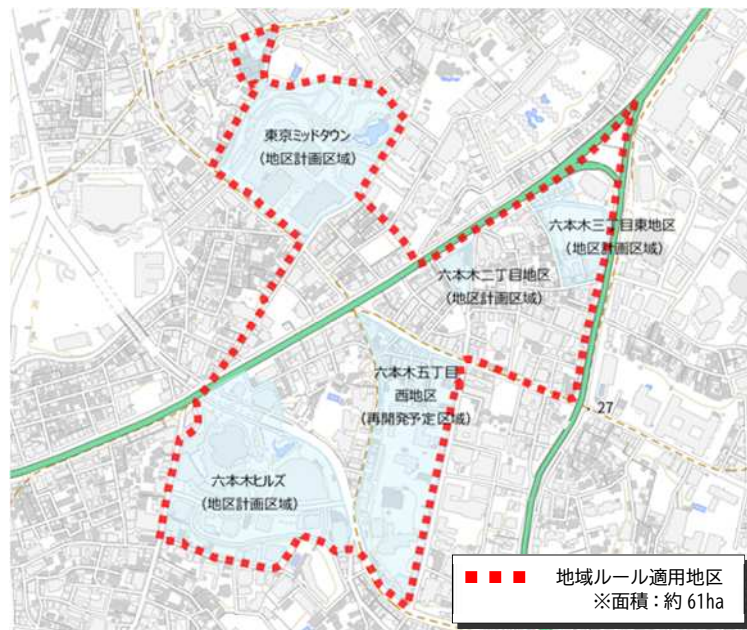 東京ミッドタウン
(地区計画区域)
六本木三丁目東地区
(地区計画区域)
六本木二丁目地区
(地区計画区域)
六本木五丁目
西地区
(再開発予定区域)
27
六本木ヒルズ
(地区計画区域)
地域ルール適用地区
※面積：約 61ha